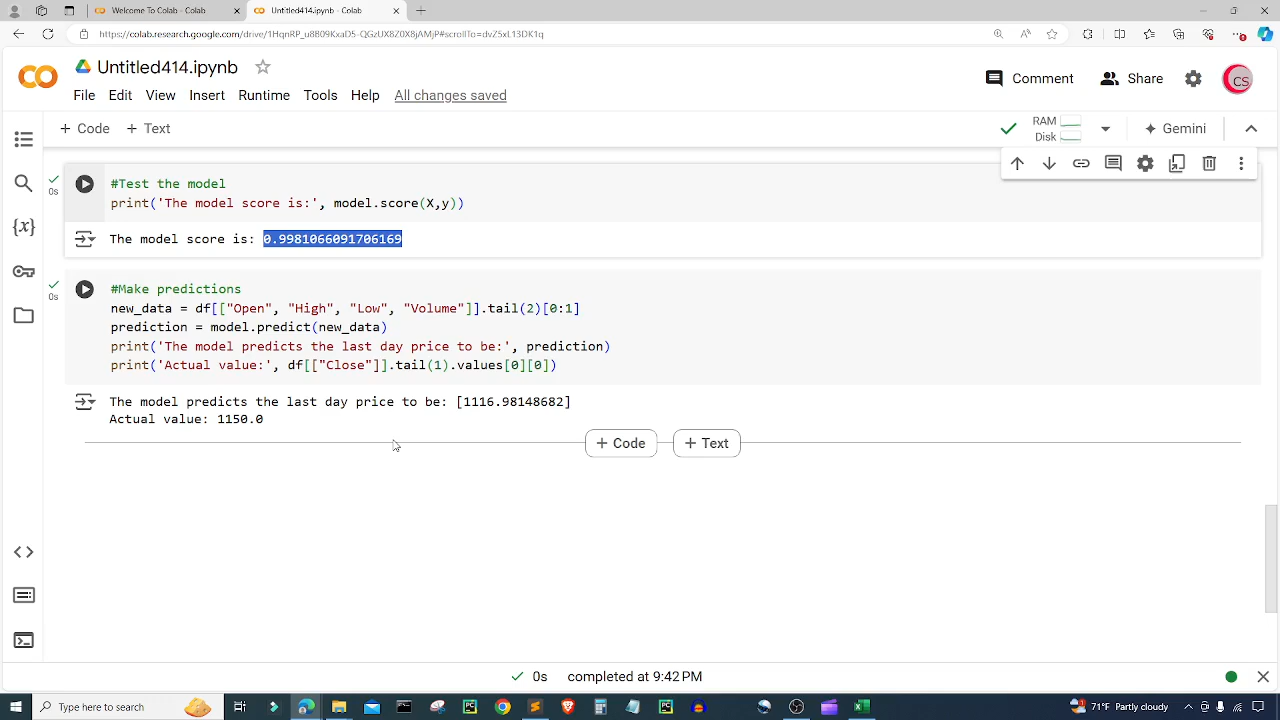 Welcome To Colab - Colab
Untitled414.ipynb - Colab
https://colab.research.google.com/drive/1HqnRP_u8B09KxaD5-QGzUX8Z0X8jAMjP#scrollTo=dvZ5xL13DK1q
Untitled414.ipynb
Comment
Share
CS
File Edit View Insert Runtime Tools Help All changes saved
+ Code + Text
RAM
Disk
Gemini
0s
#Test the model
print('The model score is:', model.score(X,y))
The model score is: 0.9981066091706169
{x}
0s
#Make predictions
new_data = df[["Open", "High", "Low", "Volume"]].tail(2)[0:1]
prediction = model.predict(new_data)
print('The model predicts the last day price to be:', prediction)
print('Actual value:', df[["Close"]].tail(1).values[0][0])
The model predicts the last day price to be: [1116.98148682]
Actual value: 1150.0
+ Code + Text
0s completed at 9:42 PM
Type here to search
71°F Partly cloudy